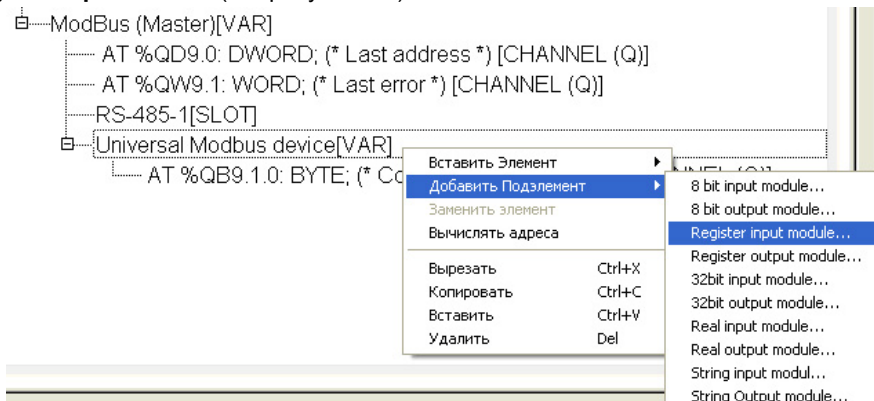 ModBus (Master)[VAR]
AT %QD9.0: DWORD; (* Last address *) [CHANNEL (Q)]
AT %QW9.1: WORD; (* Last error *) [CHANNEL (Q)]
RS-485-1[SLOT]
Universal Modbus device[VAR]
AT %QB9.1.0: BYTE; (* Co
Вставить Элемент
Добавить Подэлемент
Заменить элемент
Вычислять адреса
Вырезать Ctrl+X
Копировать Ctrl+C
Вставить Ctrl+V
Удалить Del
8 bit input module...
8 bit output module...
Register input module...
Register output module...
32bit input module...
32bit output module...
Real input module...
Real output module...
String input modul...
String Output module...